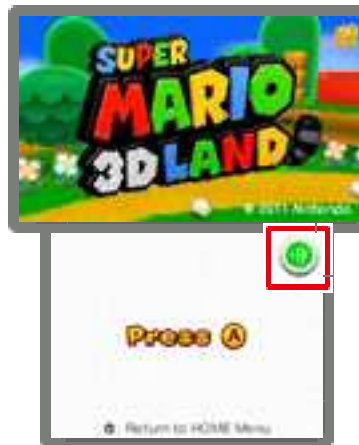 SUPER
MARIO
3D LAND
© 2011 Nintendo
Press A
Return to HOME Menu